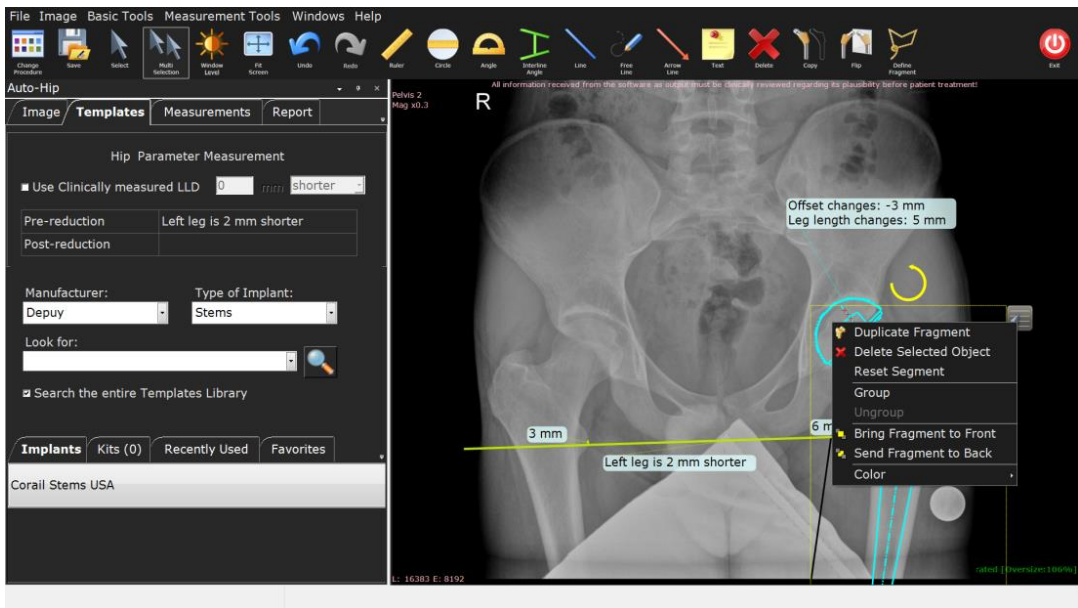 File Image Basic Tools Measurement Tools Windows Help
Change Procedure
Save
Select
Multi Selection
Window Level
Fit Screen
Undo
Redo
Ruler
Circle
Angle
Interline Angle
Line
Free Line
Arrow Line
Text
Delete
Copy
Flip
Define Fragment
Exit
Auto-Hip
Image Templates Measurements Report
Hip Parameter Measurement
Use Clinically measured LLD 0 mm shorter
Pre-reduction Left leg is 2 mm shorter
Post-reduction
Manufacturer: Type of Implant:
Depuy Stems
Look for:
Search the entire Templates Library
Implants Kits (0) Recently Used Favorites
Corail Stems USA
All information received from the software as output must be clinically reviewed regarding its plausibility before patient treatment!
Pelvis 2
Mag x0.3
R
Offset changes: -3 mm
Leg length changes: 5 mm
Duplicate Fragment
Delete Selected Object
Reset Segment
Group
Ungroup
Bring Fragment to Front
Send Fragment to Back
Color
3 mm
6 m
Left leg is 2 mm shorter
L: 16383 E: 8192
rated [Oversize:106%]